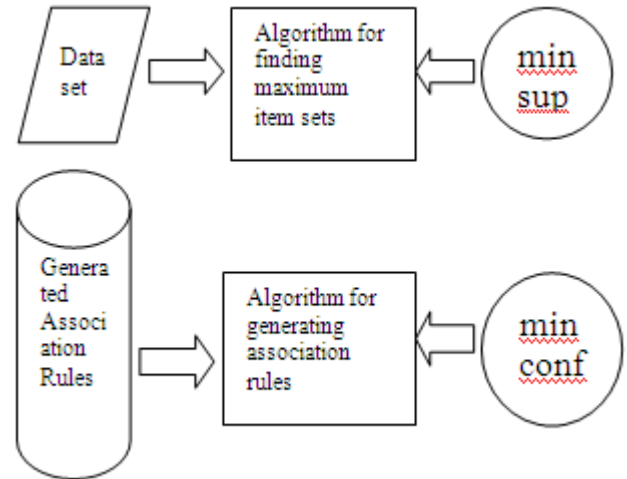 Data
set
Algorithm for
finding
maximum
item sets
min
sup
Genera
ted
Associ
ation
Rules
Algorithm for
generating
association
rules
min
conf